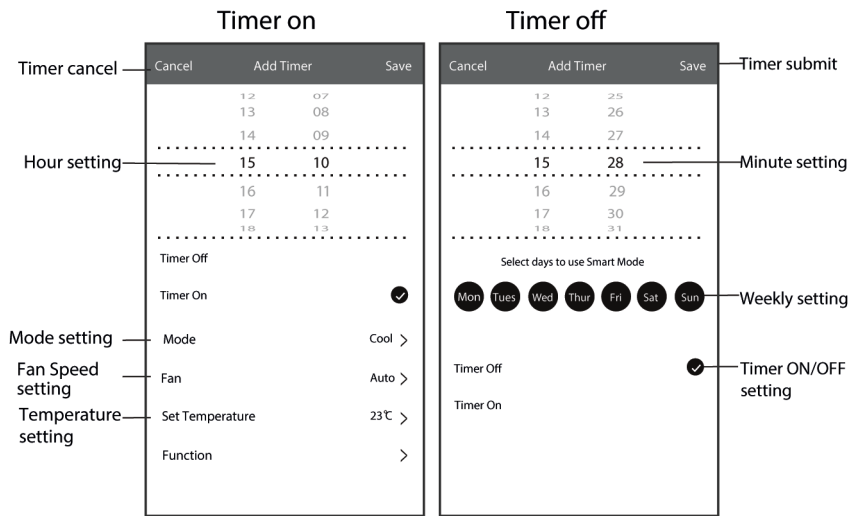 Timer on
Timer off
Timer cancel
Cancel Add Timer Save
12 07
13 08
14 09
Hour setting
15 10
16 11
17 12
18 13
Timer Off
Timer On
Mode setting
Mode Cool >
Fan Speed
setting
Fan Auto >
Temperature
setting
Set Temperature 23℃ >
Function >
Cancel Add Timer Save
Timer submit
12 25
13 26
14 27
15 28
Minute setting
16 29
17 30
18 31
Select days to use Smart Mode
Mon Tues Wed Thur Fri Sat Sun
Weekly setting
Timer Off
Timer ON/OFF
setting
Timer On